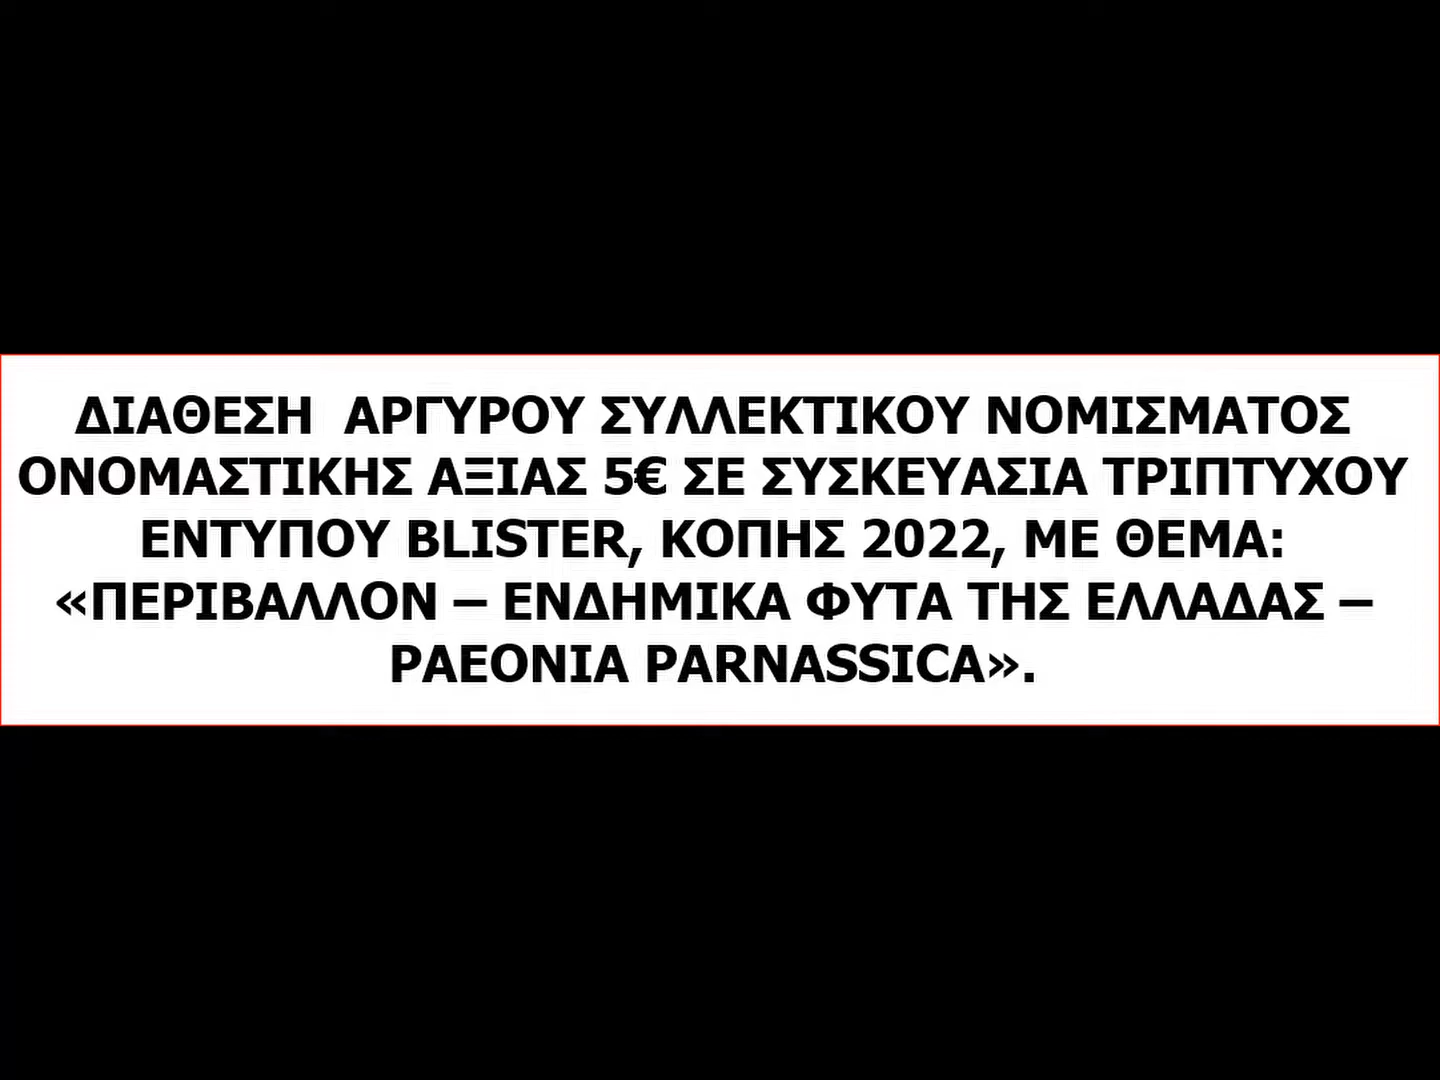 ΔΙΑΘΕΣΗ  ΑΡΓΥΡΟΥ ΣΥΛΛΕΚΤΙΚΟΥ ΝΟΜΙΣΜΑΤΟΣ
ΟΝΟΜΑΣΤΙΚΗΣ ΑΞΙΑΣ 5€ ΣΕ ΣΥΣΚΕΥΑΣΙΑ ΤΡΙΠΤΥΧΟΥ
ΕΝΤΥΠΟΥ BLISTER, ΚΟΠΗΣ 2022, ΜΕ ΘΕΜΑ:
«ΠΕΡΙΒΑΛΛΟΝ – ΕΝΔΗΜΙΚΑ ΦΥΤΑ ΤΗΣ ΕΛΛΑΔΑΣ –
PAEONIA PARNASSICA».